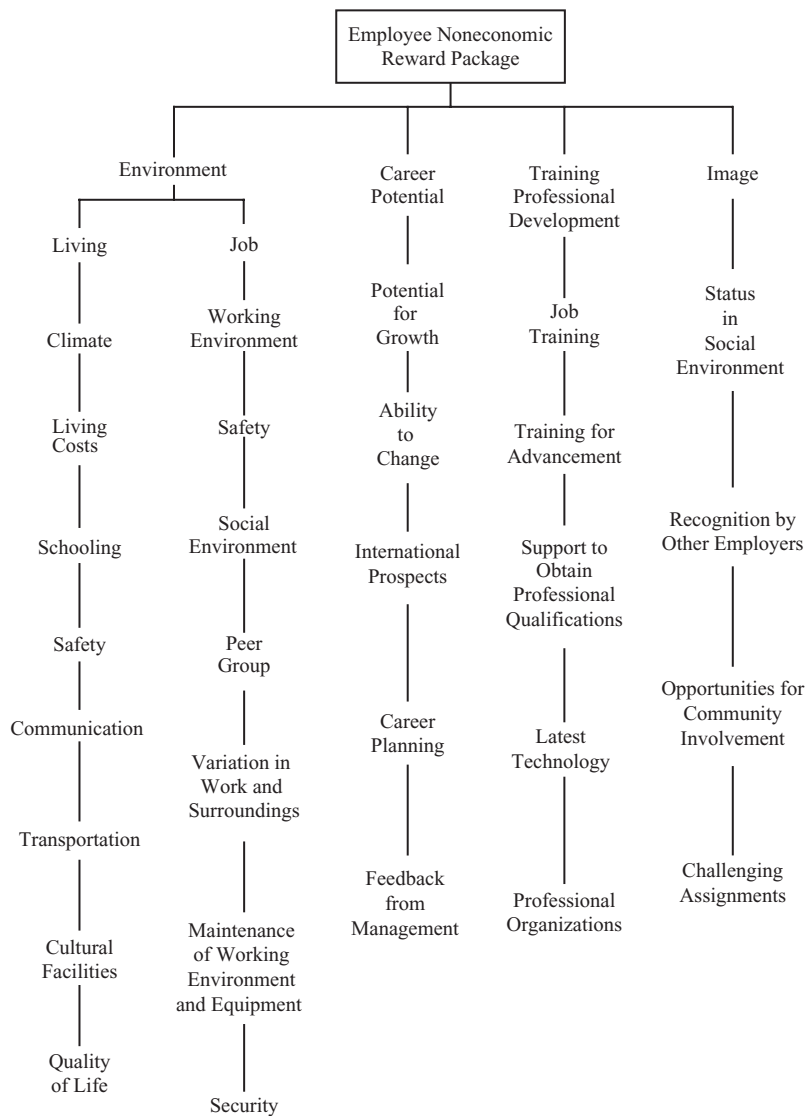 Employee Noneconomic
Reward Package
Environment
Living
Climate
Living
Costs
Schooling
Safety
Communication
Transportation
Cultural
Facilities
Quality
of Life
Job
Working
Environment
Safety
Social
Environment
Peer
Group
Variation in
Work and
Surroundings
Maintenance
of Working
Environment
and Equipment
Security
Career
Potential
Potential
for
Growth
Ability
to
Change
International
Prospects
Career
Planning
Feedback
from
Management
Training
Professional
Development
Job
Training
Training for
Advancement
Support to
Obtain
Professional
Qualifications
Latest
Technology
Professional
Organizations
Image
Status
in
Social
Environment
Recognition by
Other Employers
Opportunities for
Community
Involvement
Challenging
Assignments